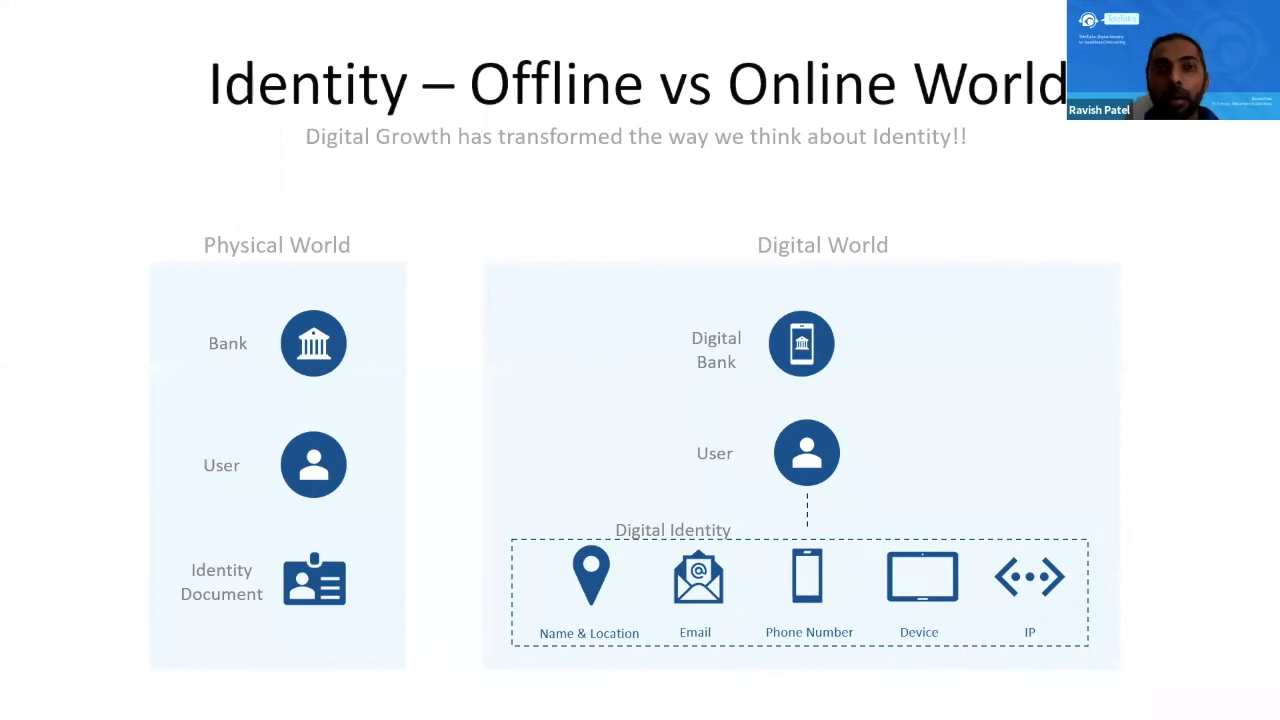 Identity – Offline vs Online World
Digital Growth has transformed the way we think about Identity!!
TeleTalks
Ravish Patel
Physical World
Bank
User
Identity
Document
Digital World
Digital
Bank
User
Digital Identity
Name & Location
Email
Phone Number
Device
IP